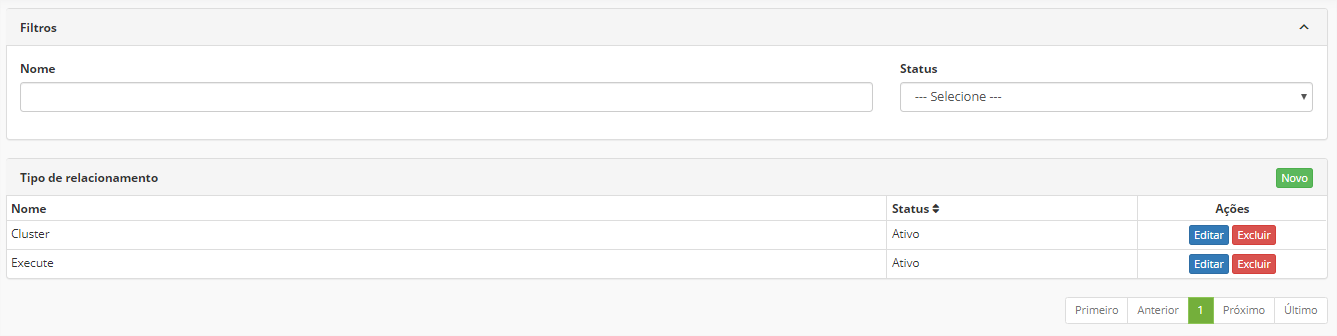 Filtros
Nome Status
--- Selecione ---
Tipo de relacionamento Novo
Nome Status Ações
Cluster Ativo Editar Excluir
Execute Ativo Editar Excluir
Primeiro Anterior 1 Próximo Último